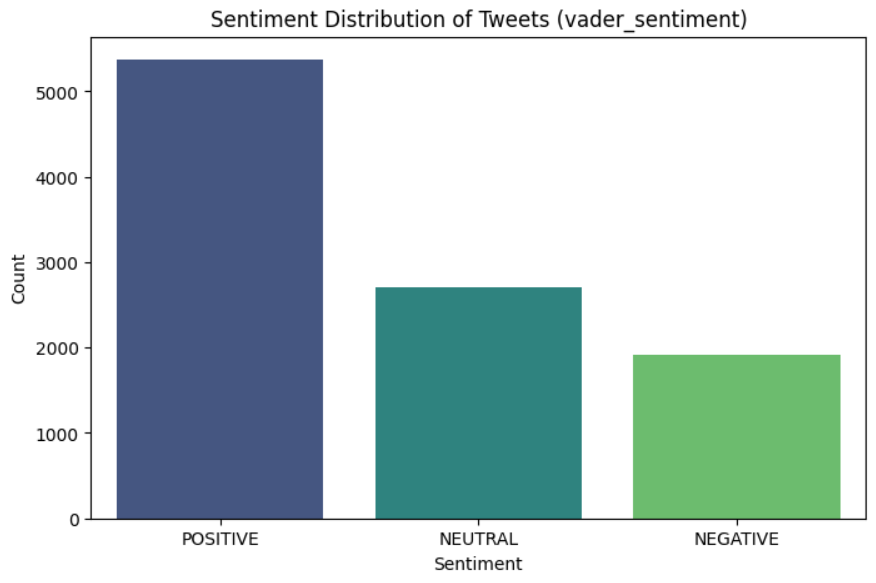 Sentiment Distribution of Tweets (vader_sentiment)
5000
4000
3000
2000
1000
0
Count
POSITIVE NEUTRAL NEGATIVE
Sentiment